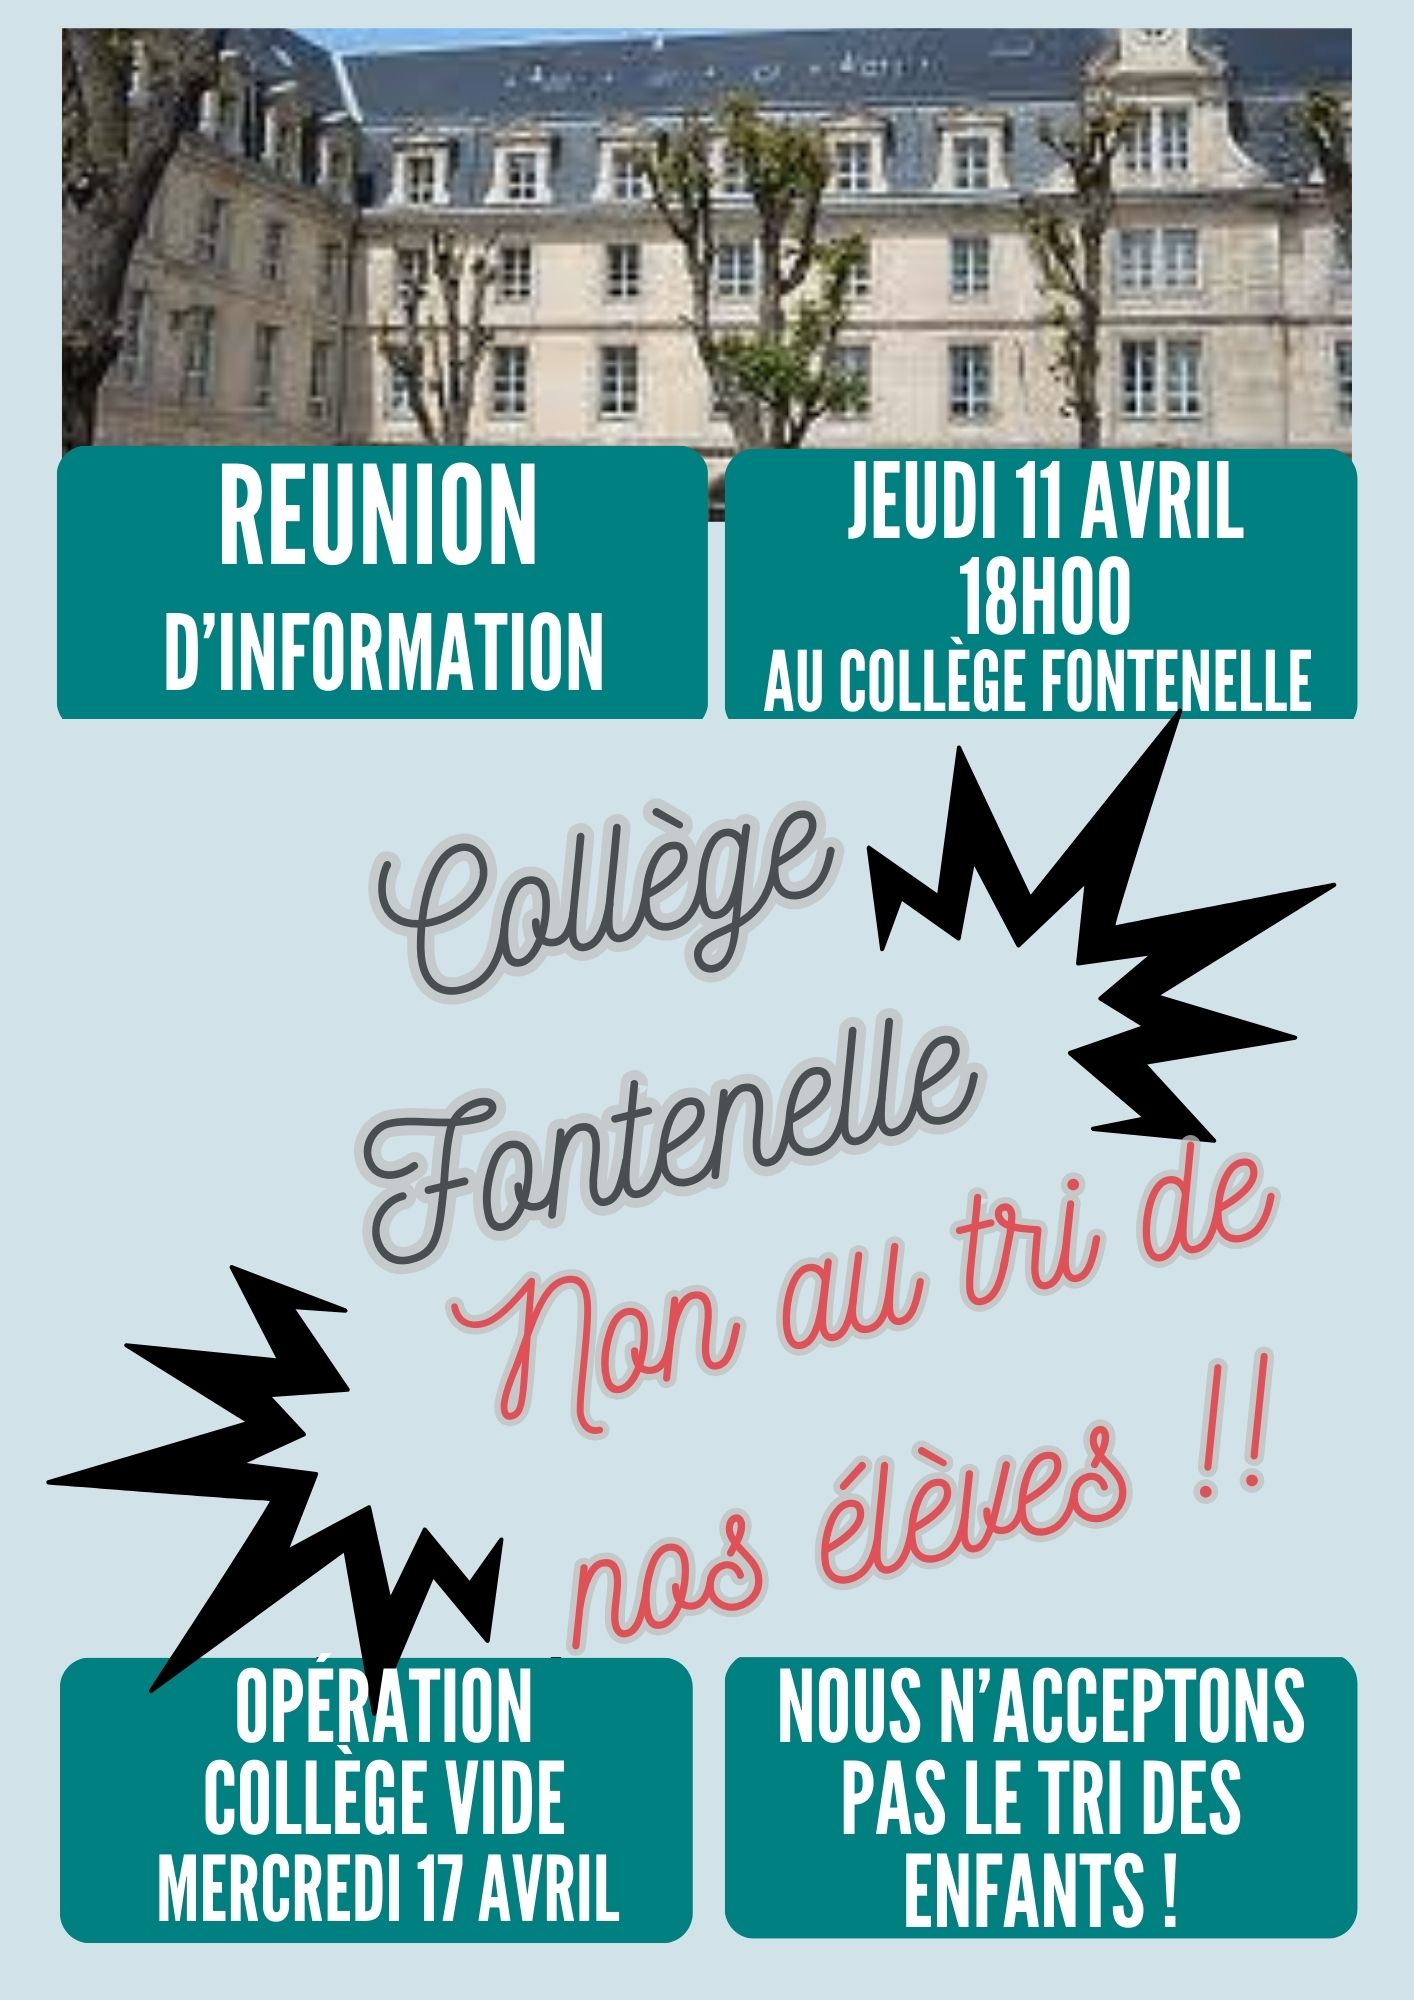 REUNION
D'INFORMATION
JEUDI 11 AVRIL
18H00
AU COLLÈGE FONTENELLE
Collège
Fontenelle
Non au tri de
nos élèves !!
OPÉRATION
COLLÈGE VIDE
MERCREDI 17 AVRIL
NOUS N'ACCEPTONS
PAS LE TRI DES
ENFANTS !